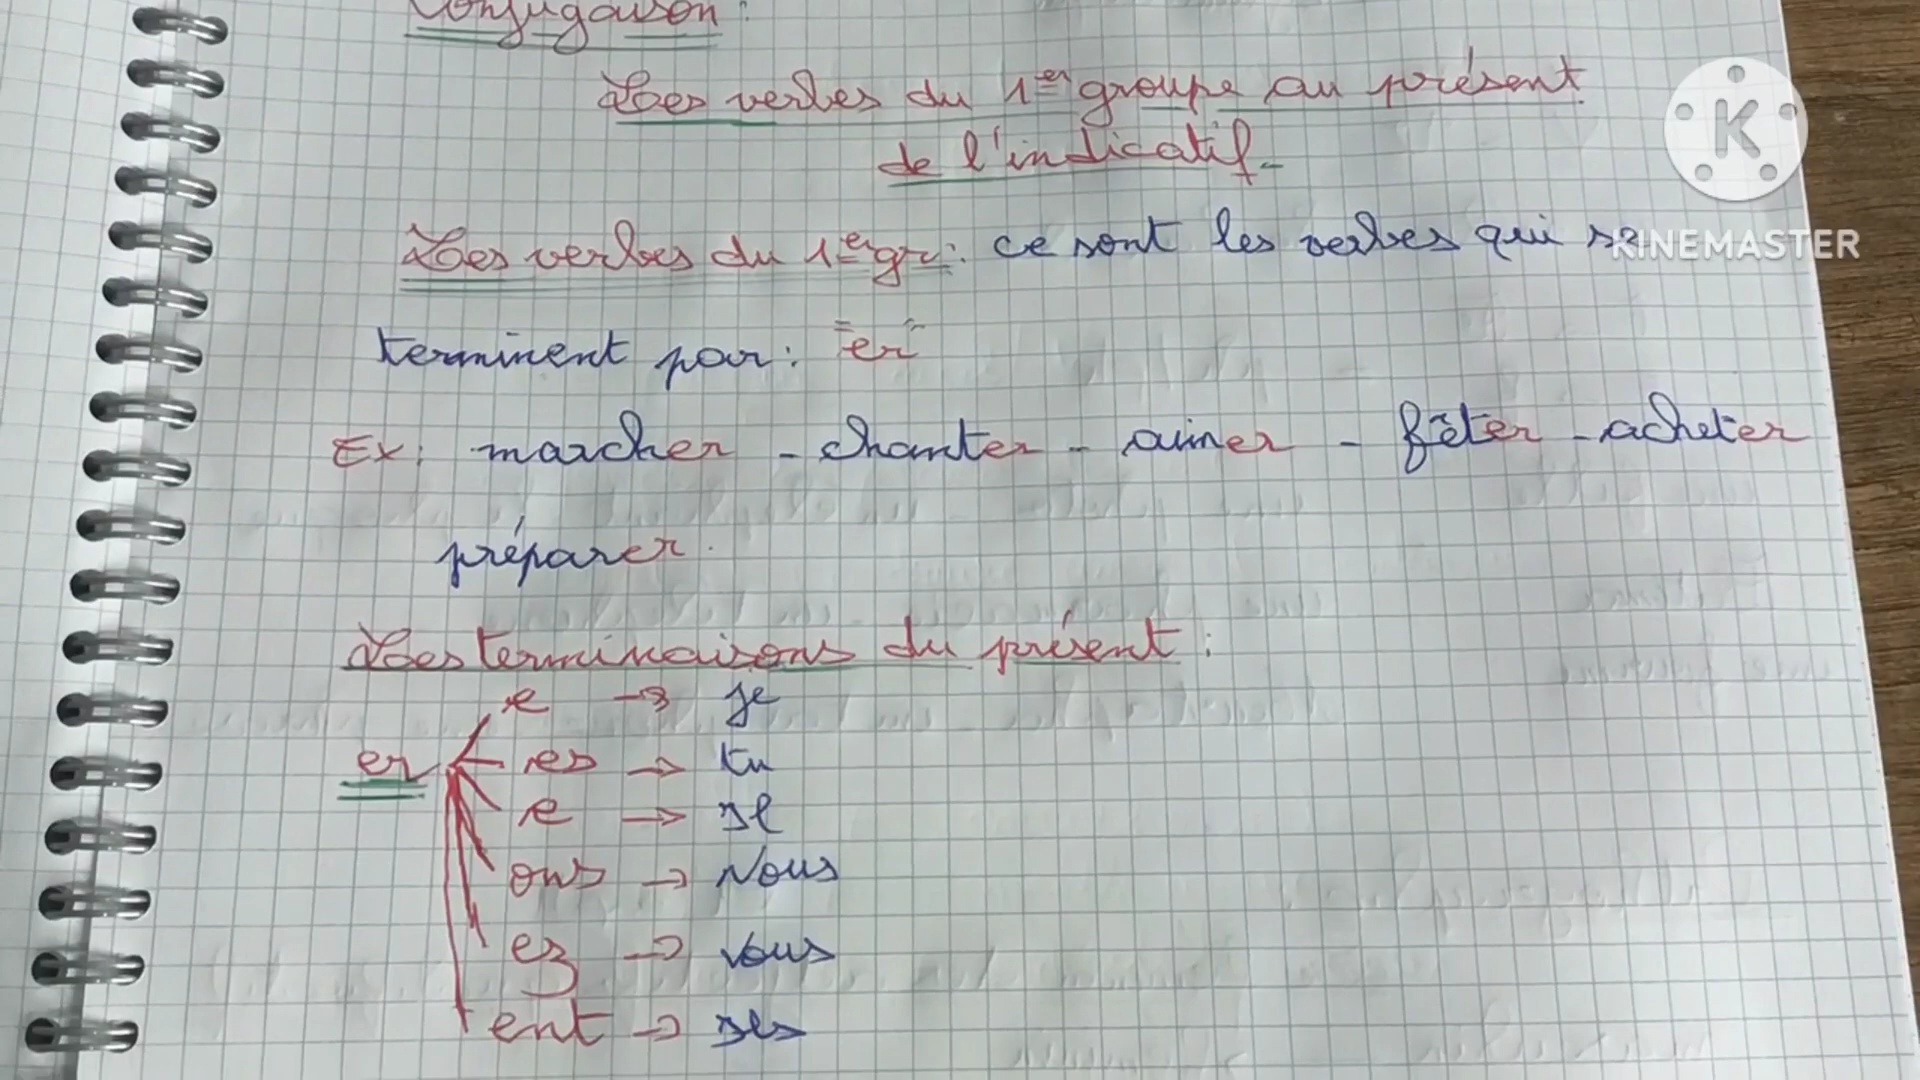 Conjugaison :
Les verbes du 1er groupe au présent
de l'indicatif.
Les verbes du 1er gr : ce sont les verbes qui se
terminent par : "er"
Ex : marcher - chanter - aimer - fêter - acheter
préparer.
Les terminaisons du présent :
e → je
er es → tu
e → Il
ons → Nous
ez → vous
ent → Ils
K
KINEMASTER